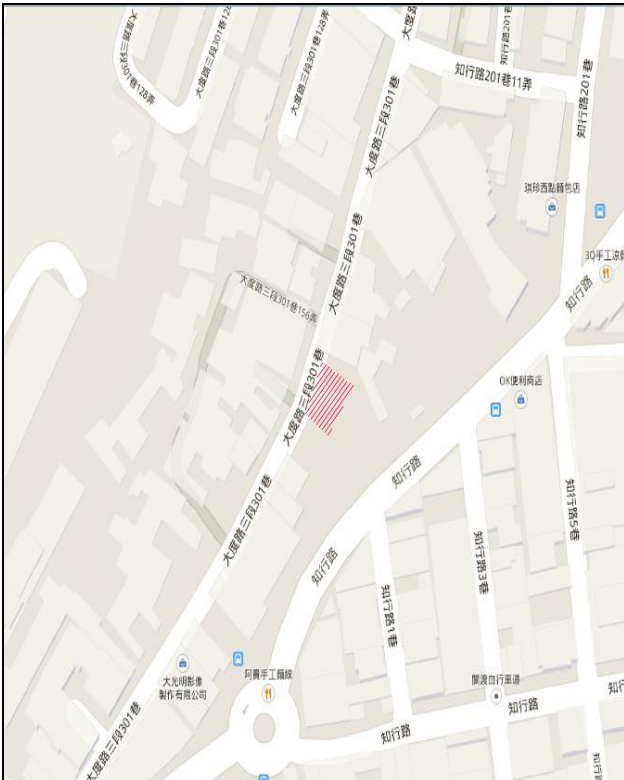 大度路三段301巷128弄
大度路三段301巷128弄
大度路三段301巷
知行路201巷
知行路201巷11弄
知行路201巷
大度路三段301巷
琪珍西點麵包店
3Q手工涼麵
大度路三段301巷156弄
大度路三段301巷
知行路
大度路三段301巷
OK便利商店
知行路
大度路三段301巷
知行路
知行路1巷
知行路3巷
知行路5巷
大光明影像
製作有限公司
阿貴手工麵線
關渡自行車道
知行路
知行路
知行
大度路三段301巷